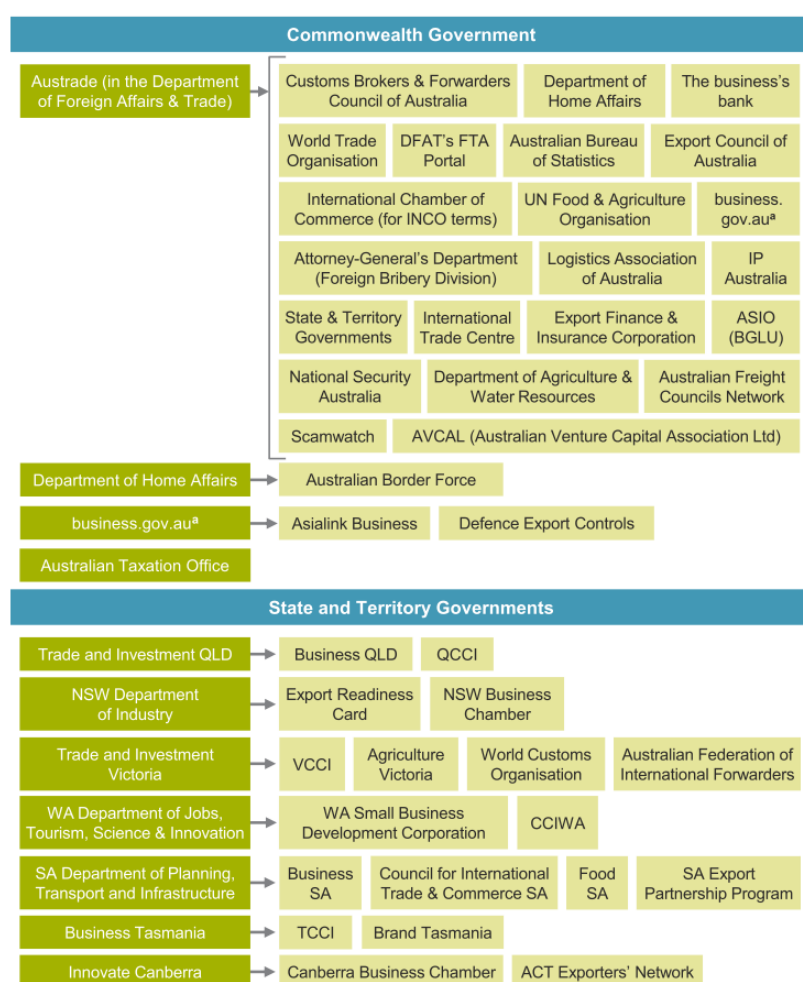 Commonwealth Government
Austrade (in the Department
of Foreign Affairs & Trade)
Customs Brokers & Forwarders
Council of Australia
Department of
Home Affairs
The business's
bank
World Trade
Organisation
DFAT's FTA
Portal
Australian Bureau
of Statistics
Export Council of
Australia
International Chamber of
Commerce (for INCO terms)
UN Food & Agriculture
Organisation
business.
gov.auª
Attorney-General's Department
(Foreign Bribery Division)
Logistics Association
of Australia
IP
Australia
State & Territory
Governments
International
Trade Centre
Export Finance &
Insurance Corporation
ASIO
(BGLU)
National Security
Australia
Department of Agriculture &
Water Resources
Australian Freight
Councils Network
Scamwatch
AVCAL (Australian Venture Capital Association Ltd)
Department of Home Affairs
Australian Border Force
business.gov.auª
Asialink Business
Defence Export Controls
Australian Taxation Office
State and Territory Governments
Trade and Investment QLD
Business QLD
QCCI
NSW Department
of Industry
Export Readiness
Card
NSW Business
Chamber
Trade and Investment
Victoria
VCCI
Agriculture
Victoria
World Customs
Organisation
Australian Federation of
International Forwarders
WA Department of Jobs,
Tourism, Science & Innovation
WA Small Business
Development Corporation
CCIWA
SA Department of Planning,
Transport and Infrastructure
Business
SA
Council for International
Trade & Commerce SA
Food
SA
SA Export
Partnership Program
Business Tasmania
TCCI
Brand Tasmania
Innovate Canberra
Canberra Business Chamber
ACT Exporters' Network